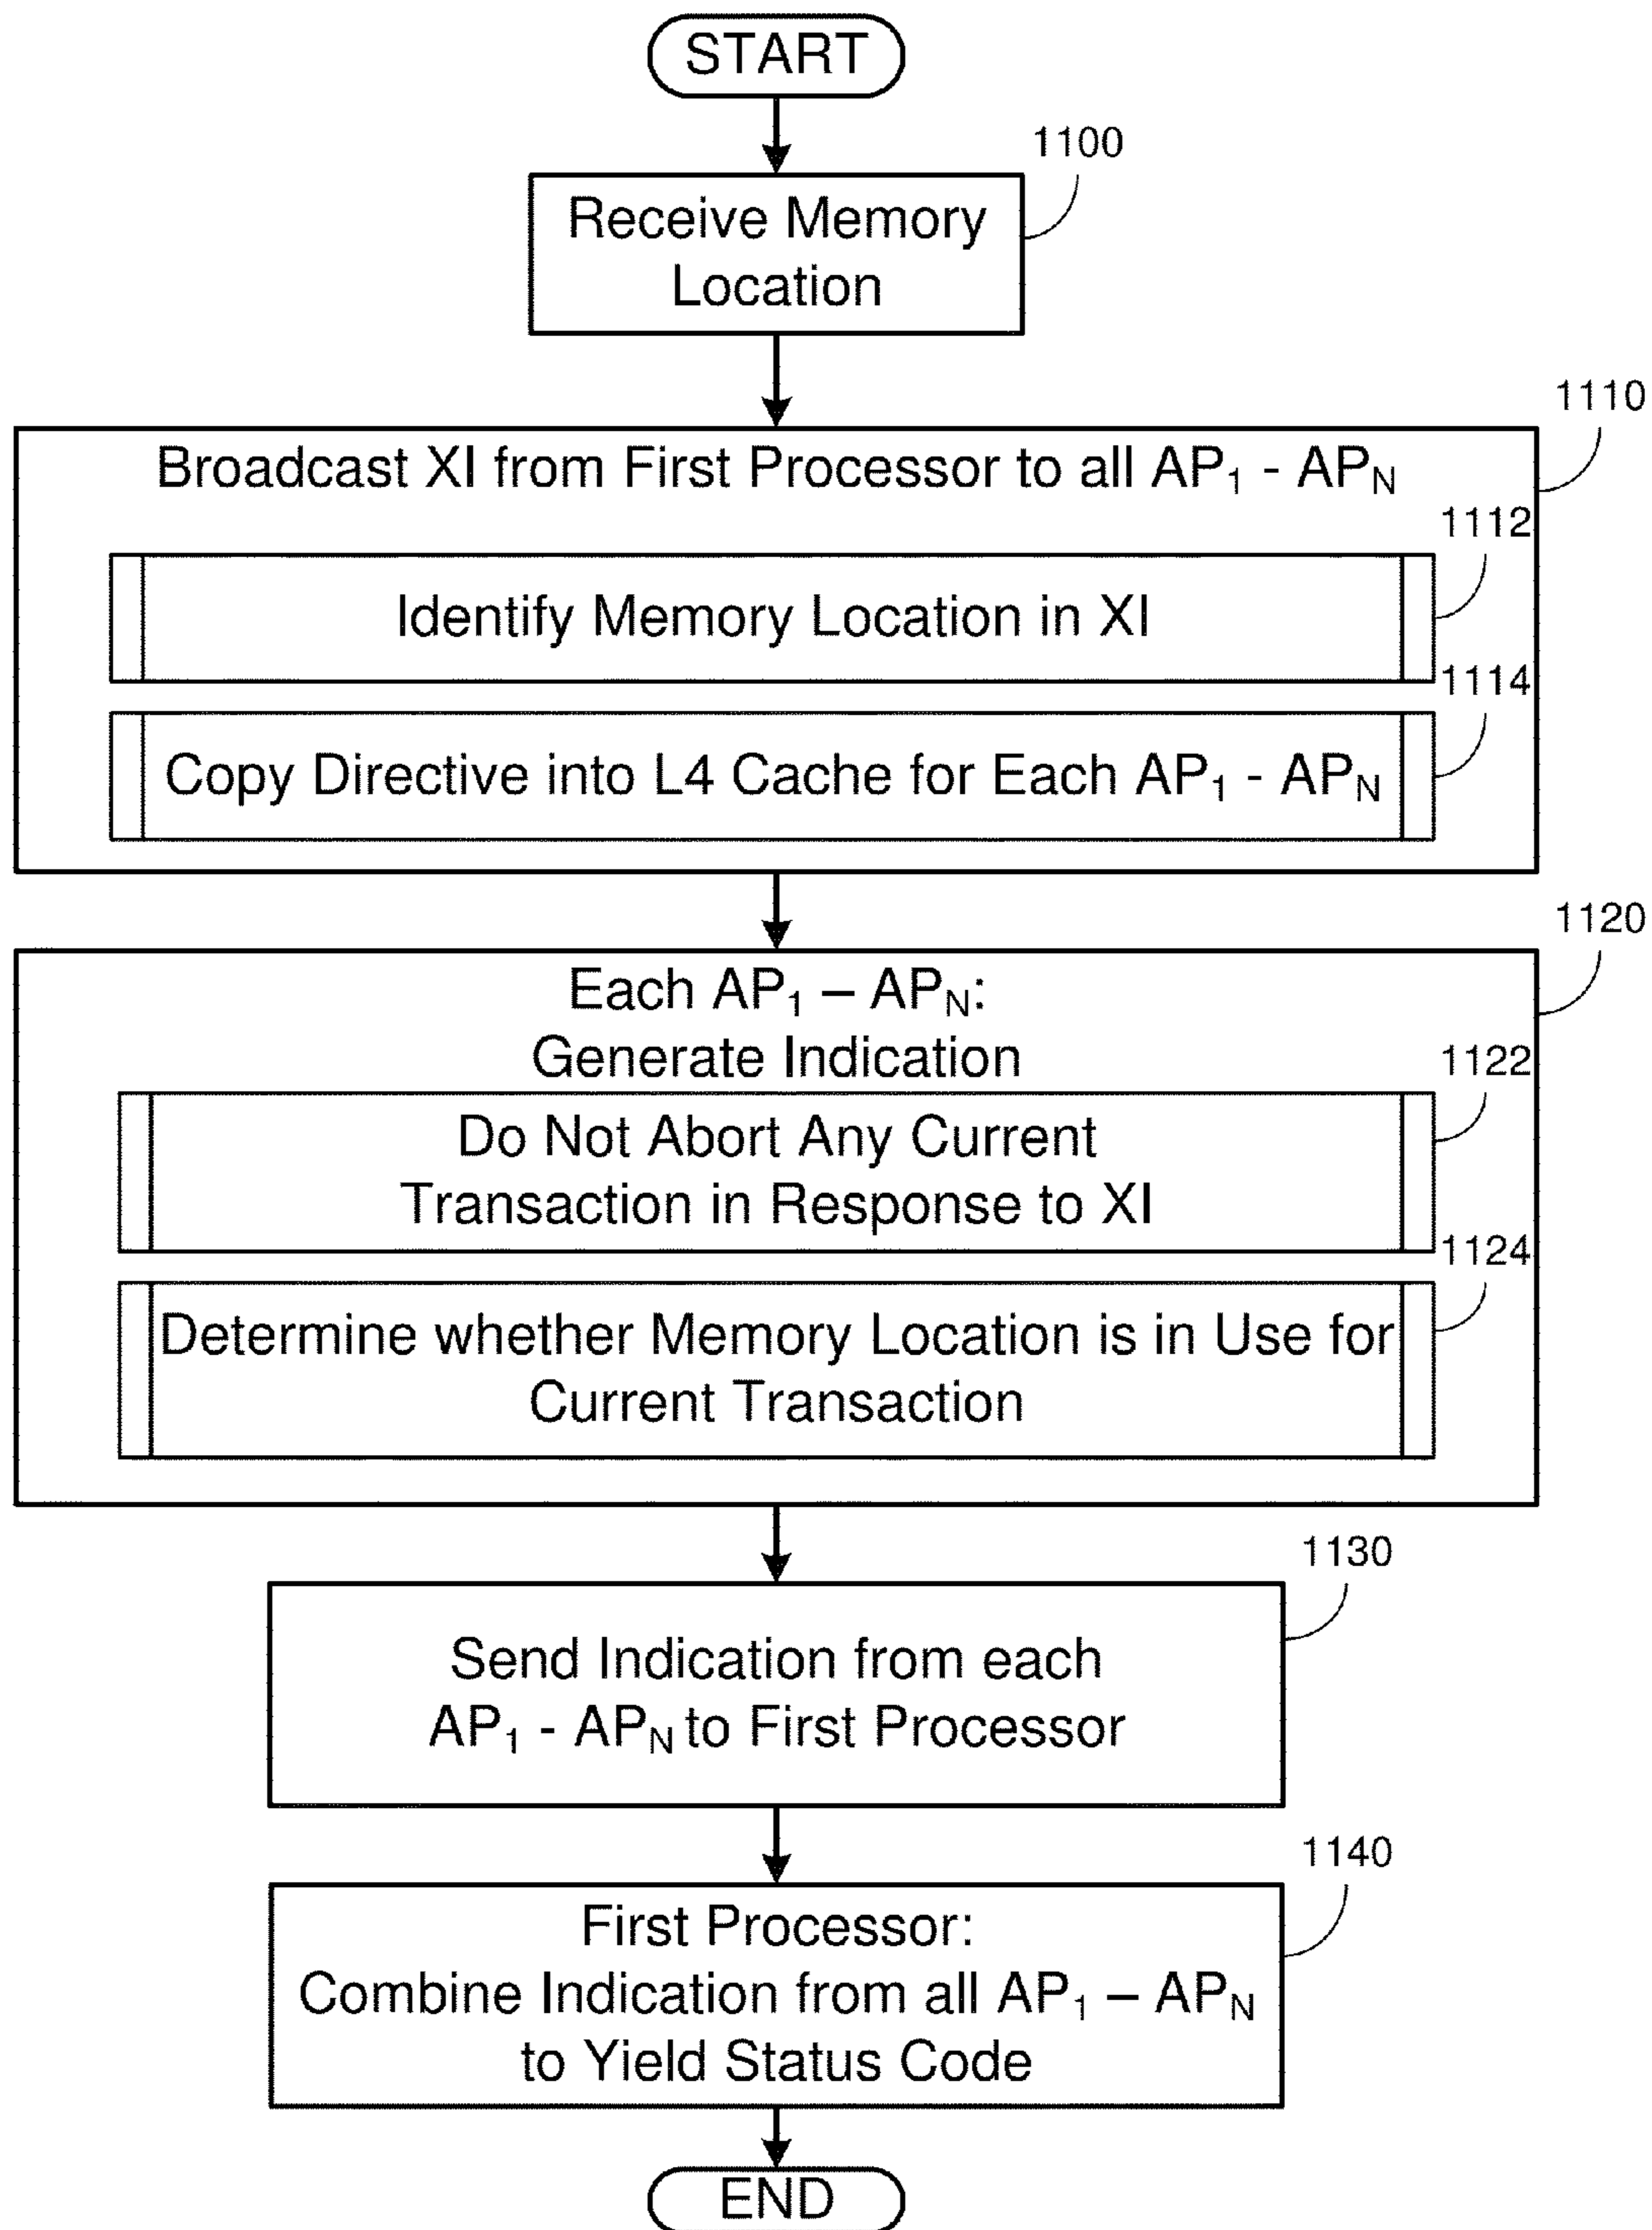 START
1100
Receive Memory
Location
1110
Broadcast XI from First Processor to all AP₁ - APN
1112
Identify Memory Location in XI
1114
Copy Directive into L4 Cache for Each AP₁ - APN
1120
Each AP₁ – APN:
Generate Indication
1122
Do Not Abort Any Current
Transaction in Response to XI
1124
Determine whether Memory Location is in Use for
Current Transaction
1130
Send Indication from each
AP₁ - APN to First Processor
1140
First Processor:
Combine Indication from all AP₁ – APN
to Yield Status Code
END